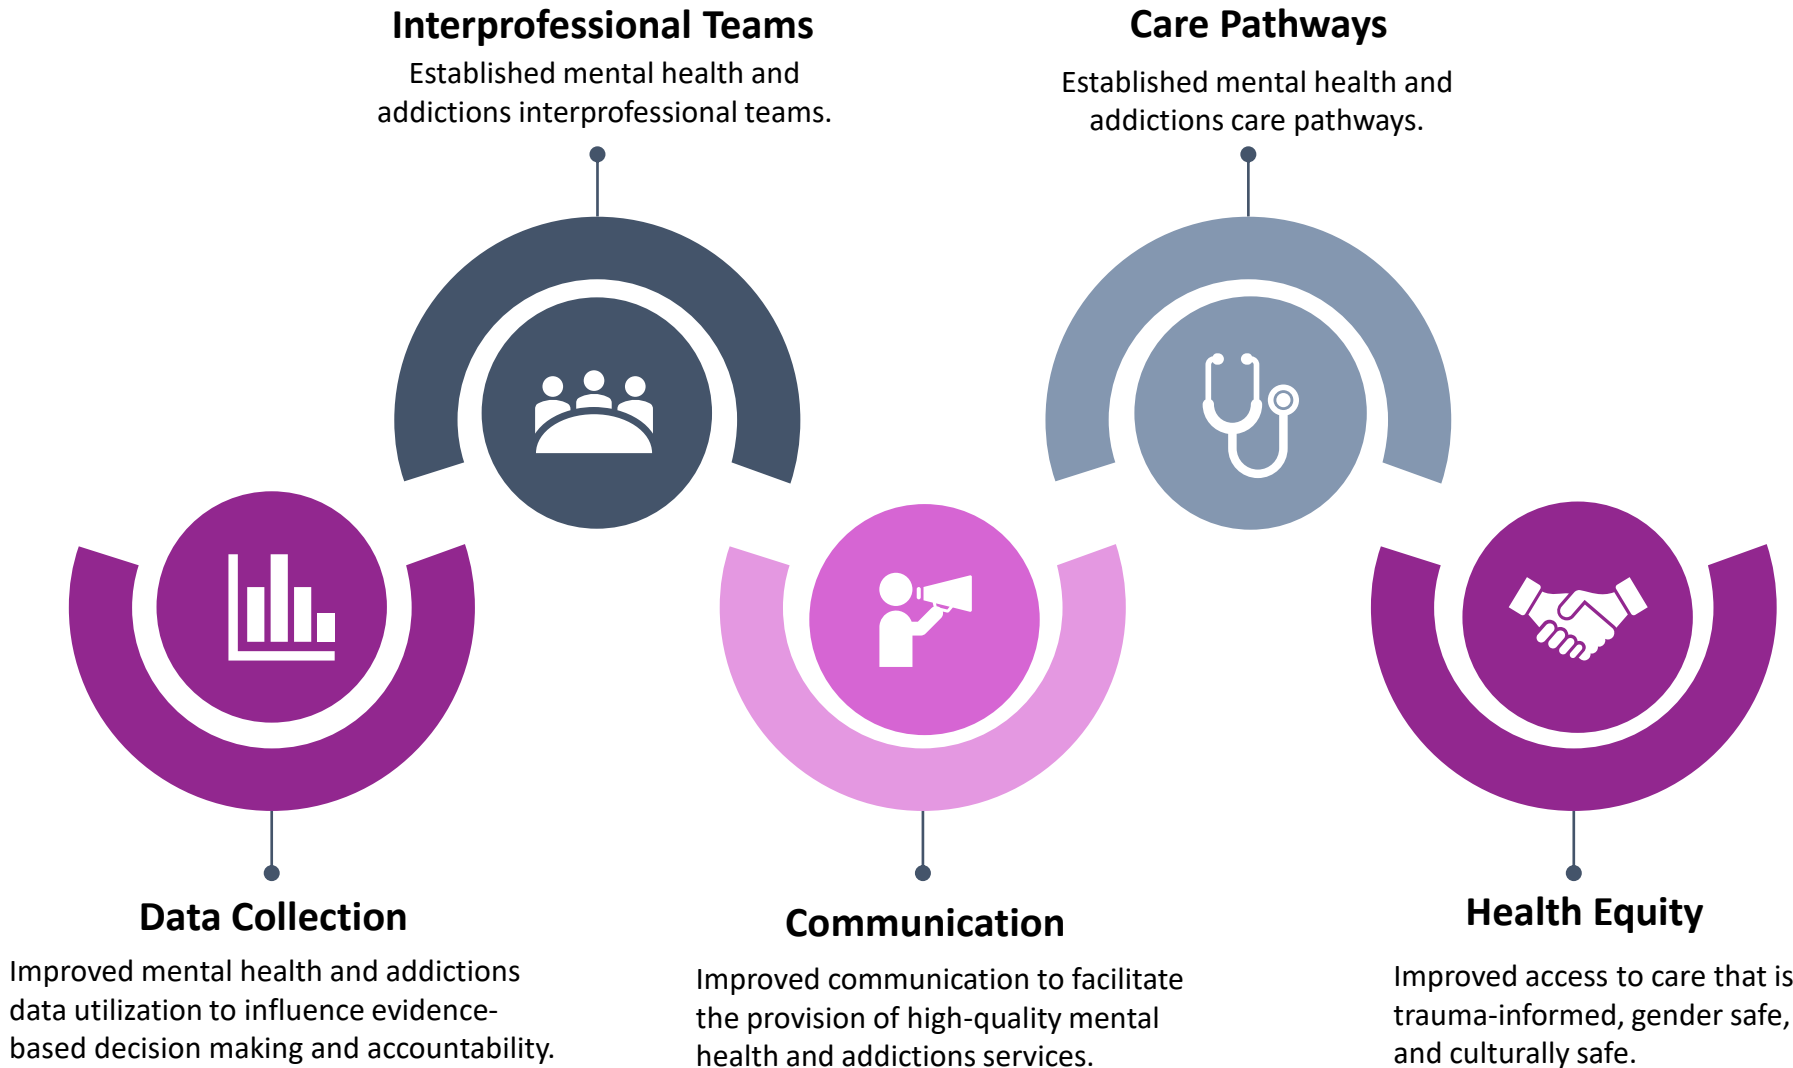 Interprofessional Teams
Established mental health and
addictions interprofessional teams.
Care Pathways
Established mental health and
addictions care pathways.
Data Collection
Improved mental health and addictions
data utilization to influence evidence-
based decision making and accountability.
Communication
Improved communication to facilitate
the provision of high-quality mental
health and addictions services.
Health Equity
Improved access to care that is
trauma-informed, gender safe,
and culturally safe.